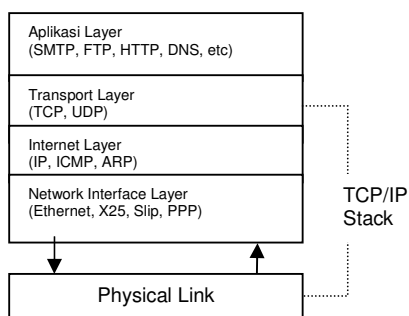 Aplikasi Layer
(SMTP, FTP, HTTP, DNS, etc)
Transport Layer
(TCP, UDP)
Internet Layer
(IP, ICMP, ARP)
Network Interface Layer
(Ethernet, X25, Slip, PPP)
TCP/IP
Stack
Physical Link